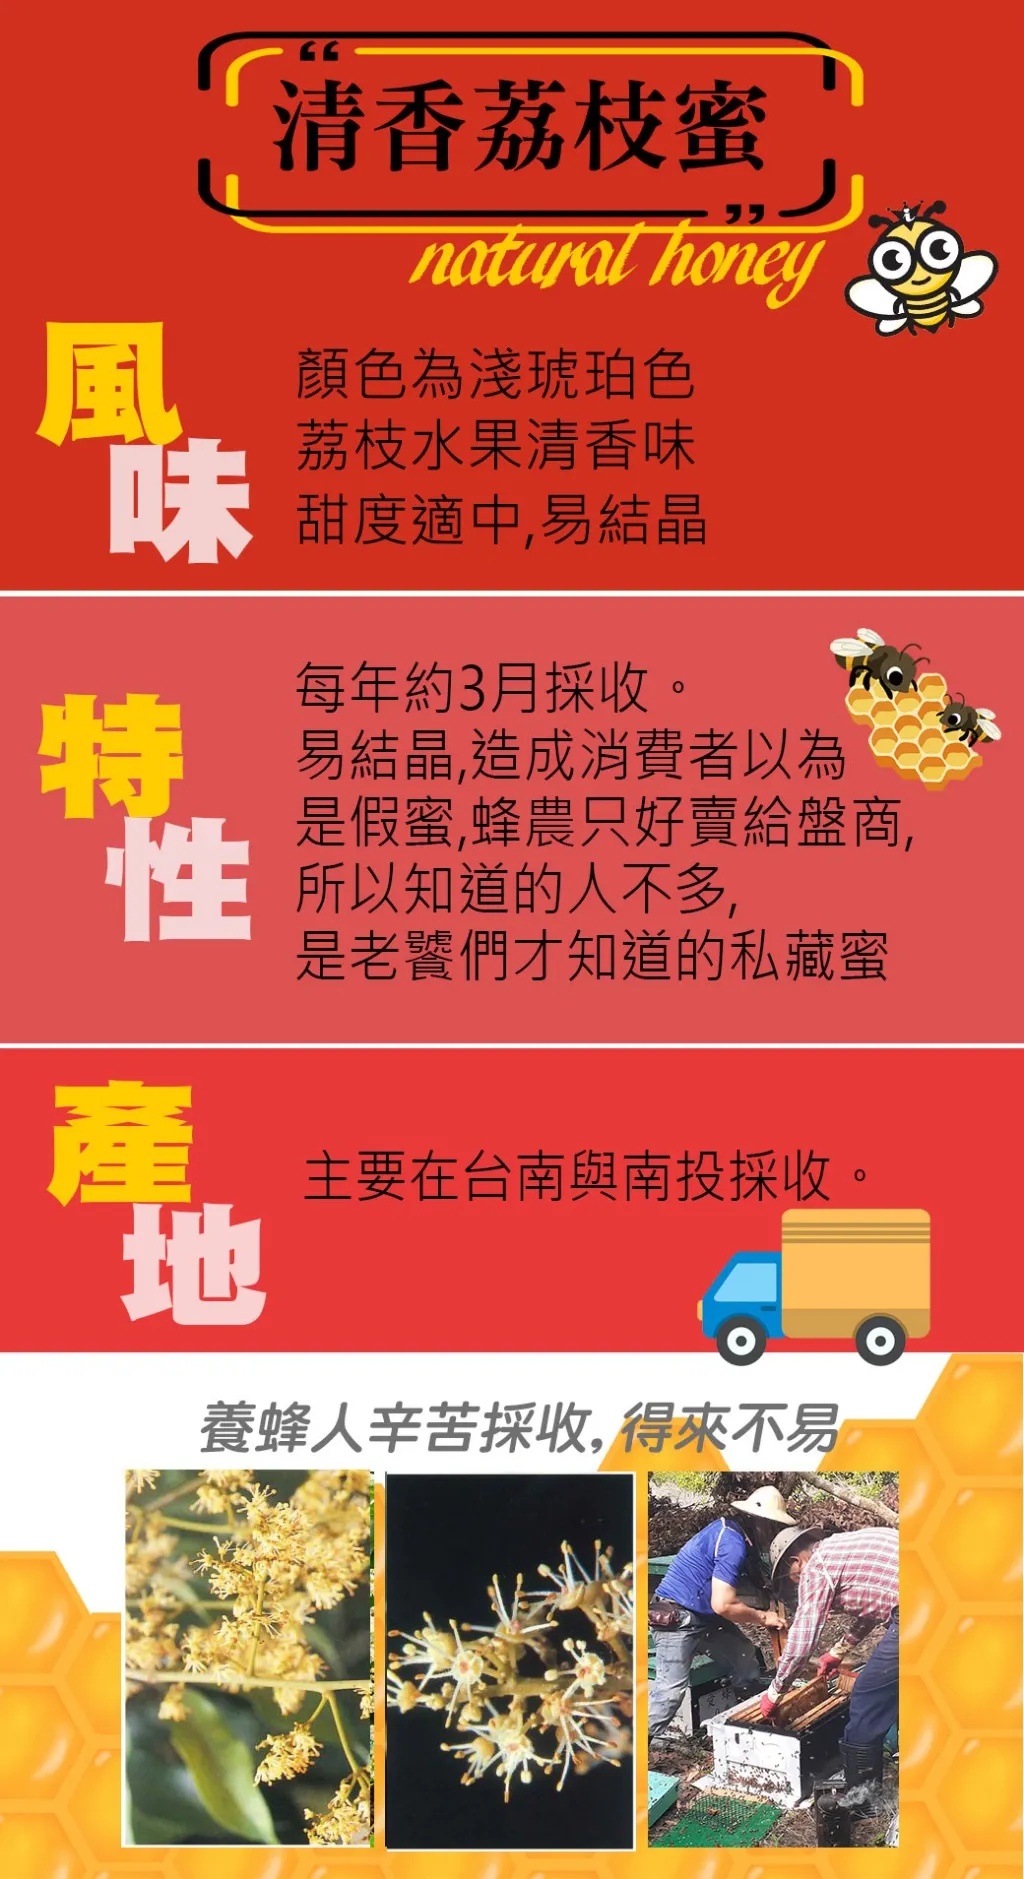 “清香荔枝蜜”
natural honey
風味
顏色為淺琥珀色
荔枝水果清香味
甜度適中,易結晶
特性
每年約3月採收。
易結晶,造成消費者以為
是假蜜,蜂農只好賣給盤商,
所以知道的人不多,
是老饕們才知道的私藏蜜
產地
主要在台南與南投採收。
養蜂人辛苦採收,得來不易